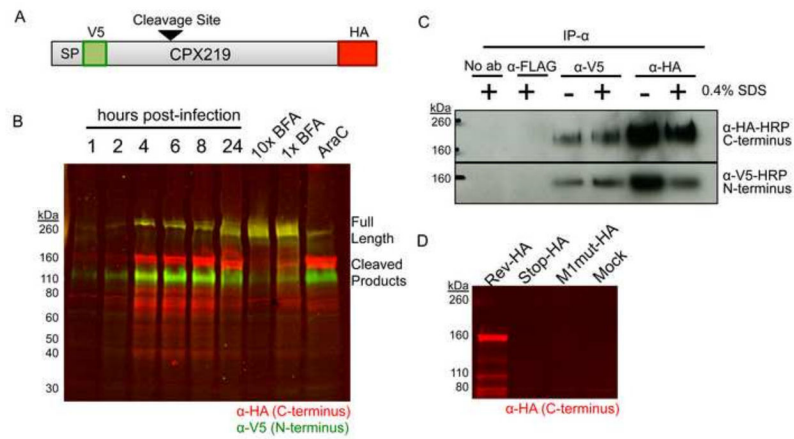 A
Cleavage Site
V5
HA
SP
CPX219
B
hours post-infection
1 2 4 6 8 24 10x BFA 1x BFA AraC
kDa
260
160
110
80
60
50
40
30
Full
Length
Cleaved
Products
α-HA (C-terminus)
α-V5 (N-terminus)
C
IP-α
No ab α-FLAG α-V5 α-HA
+ + - + - + 0.4% SDS
kDa
260
160
160
α-HA-HRP
C-terminus
α-V5-HRP
N-terminus
D
Rev-HA Stop-HA M1mut-HA Mock
kDa
260
160
110
80
α-HA (C-terminus)